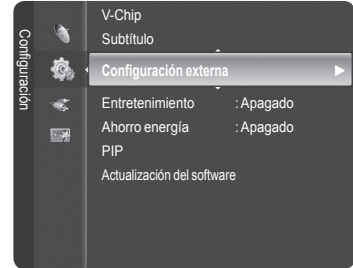 Configuración
V-Chip
Subtítulo
Configuración externa
Entretenimiento : Apagado
Ahorro energía : Apagado
PIP
Actualización del software